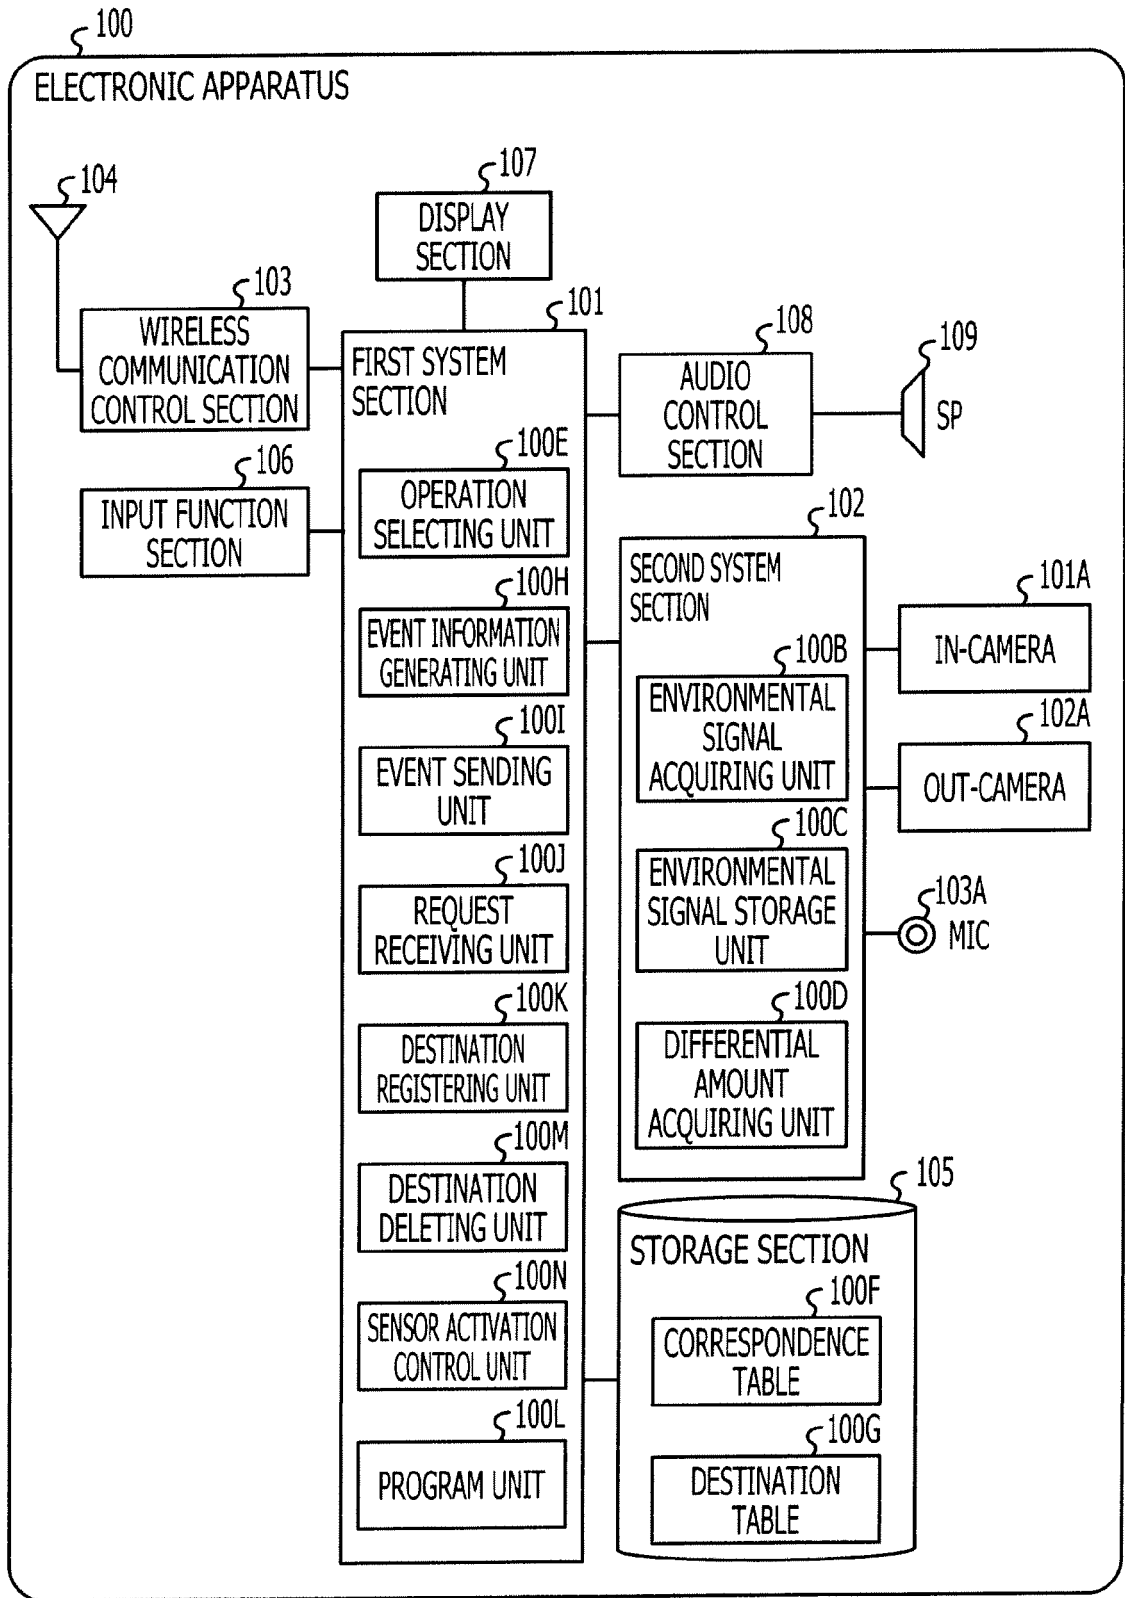 100
ELECTRONIC APPARATUS
104
107
DISPLAY
SECTION
103
WIRELESS
COMMUNICATION
CONTROL SECTION
106
INPUT FUNCTION
SECTION
101
FIRST SYSTEM
SECTION
100E
OPERATION
SELECTING UNIT
100H
EVENT INFORMATION
GENERATING UNIT
100I
EVENT SENDING
UNIT
100J
REQUEST
RECEIVING UNIT
100K
DESTINATION
REGISTERING UNIT
100M
DESTINATION
DELETING UNIT
100N
SENSOR ACTIVATION
CONTROL UNIT
100L
PROGRAM UNIT
108
AUDIO
CONTROL
SECTION
109
SP
102
SECOND SYSTEM
SECTION
100B
ENVIRONMENTAL
SIGNAL
ACQUIRING UNIT
100C
ENVIRONMENTAL
SIGNAL STORAGE
UNIT
100D
DIFFERENTIAL
AMOUNT
ACQUIRING UNIT
101A
IN-CAMERA
102A
OUT-CAMERA
103A
MIC
105
STORAGE SECTION
100F
CORRESPONDENCE
TABLE
100G
DESTINATION
TABLE